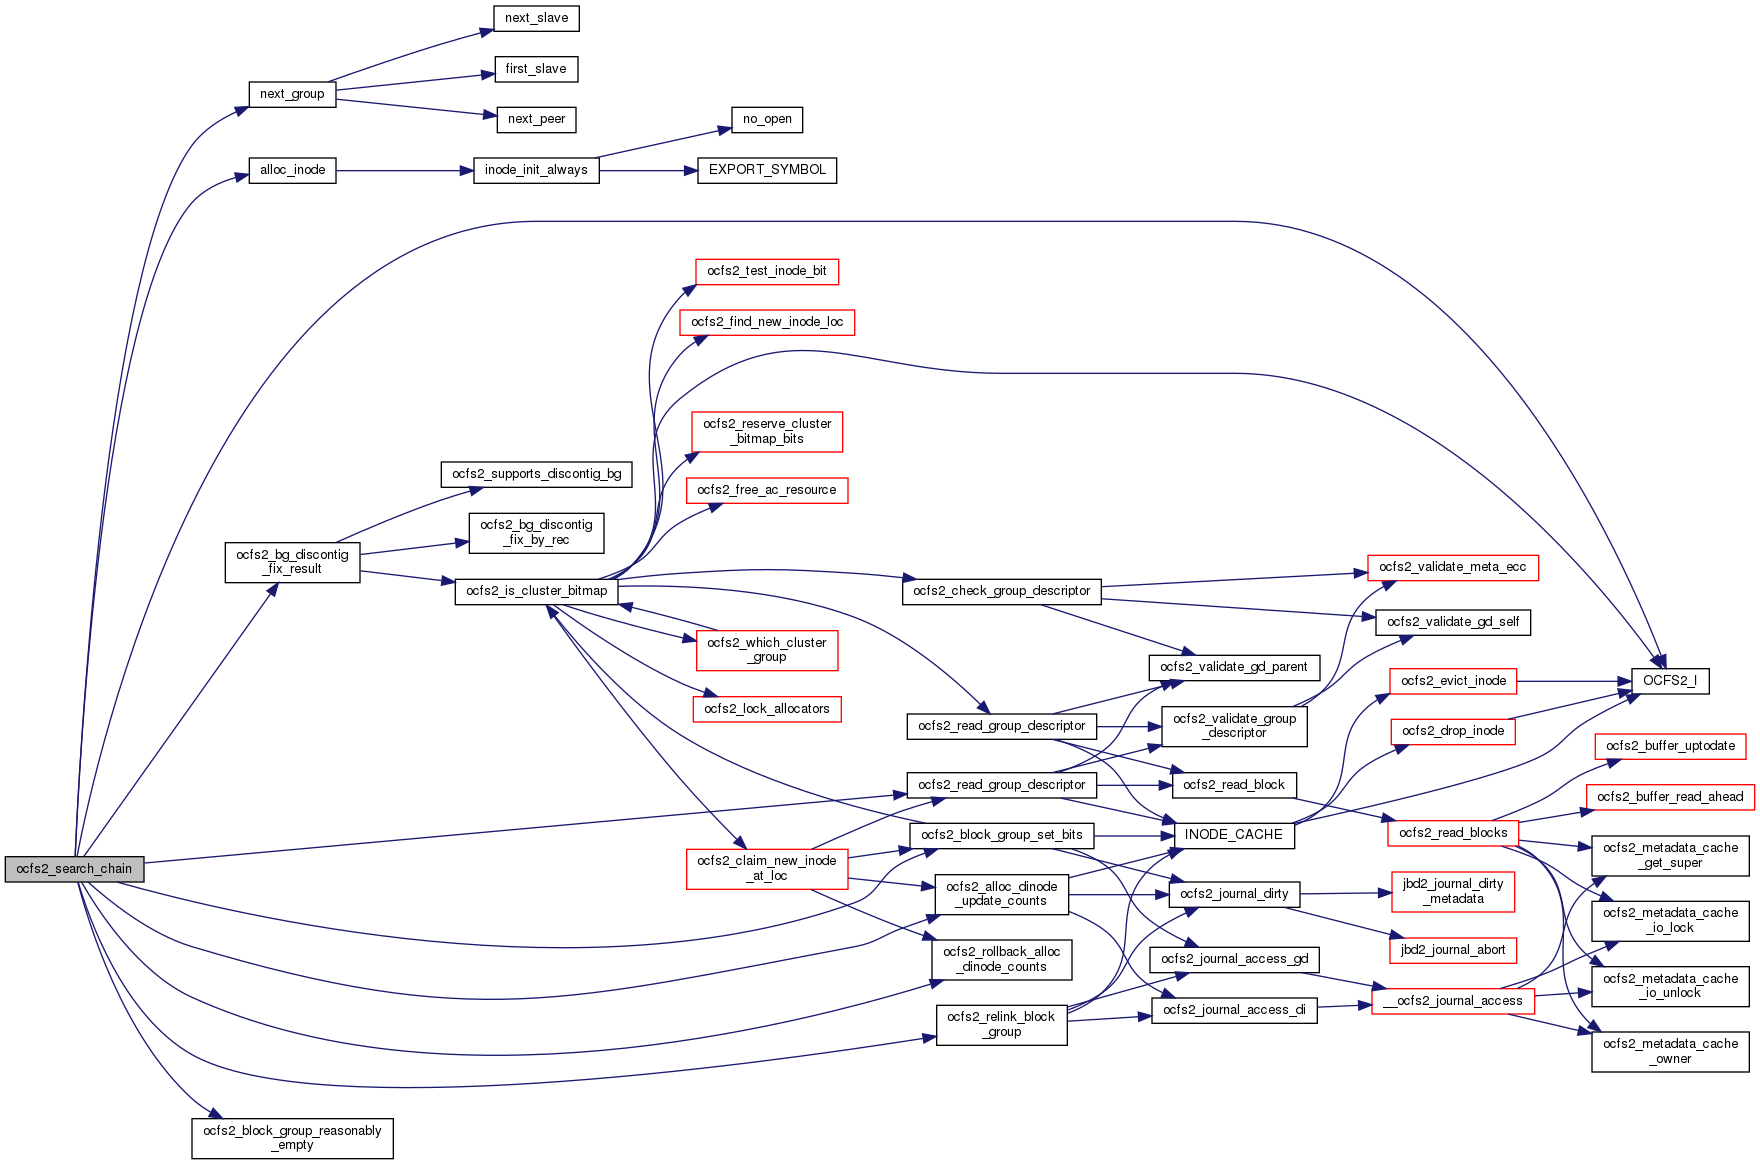 next_slave
first_slave
next_group
next_peer
no_open
alloc_inode
inode_init_always
EXPORT_SYMBOL
ocfs2_test_inode_bit
ocfs2_find_new_inode_loc
ocfs2_reserve_cluster
_bitmap_bits
ocfs2_supports_discontig_bg
ocfs2_free_ac_resource
ocfs2_bg_discontig
_fix_by_rec
ocfs2_bg_discontig
_fix_result
ocfs2_is_cluster_bitmap
ocfs2_check_group_descriptor
ocfs2_validate_meta_ecc
ocfs2_validate_gd_self
ocfs2_which_cluster
_group
ocfs2_validate_gd_parent
OCFS2_I
ocfs2_evict_inode
ocfs2_lock_allocators
ocfs2_read_group_descriptor
ocfs2_validate_group
_descriptor
ocfs2_drop_inode
ocfs2_buffer_uptodate
ocfs2_read_group_descriptor
ocfs2_read_block
ocfs2_buffer_read_ahead
ocfs2_block_group_set_bits
INODE_CACHE
ocfs2_read_blocks
ocfs2_metadata_cache
_get_super
ocfs2_search_chain
ocfs2_claim_new_inode
_at_loc
ocfs2_alloc_dinode
_update_counts
ocfs2_journal_dirty
jbd2_journal_dirty
_metadata
ocfs2_metadata_cache
_io_lock
ocfs2_rollback_alloc
_dinode_counts
ocfs2_journal_access_gd
jbd2_journal_abort
ocfs2_metadata_cache
_io_unlock
ocfs2_relink_block
_group
ocfs2_journal_access_di
__ocfs2_journal_access
ocfs2_metadata_cache
_owner
ocfs2_block_group_reasonably
_empty